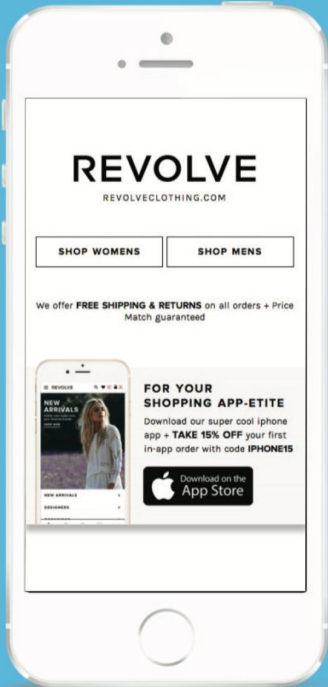 REVOLVE
REVOLVECLOTHING.COM
SHOP WOMENS
SHOP MENS
We offer FREE SHIPPING & RETURNS on all orders + Price
Match guaranteed
REVOLVE
NEW
ARRIVALS
SHOP NOW
NEW ARRIVALS
DESIGNERS
FOR YOUR
SHOPPING APP-ETITE
Download our super cool iphone
app + TAKE 15% OFF your first
in-app order with code IPHONE15
Download on the
App Store